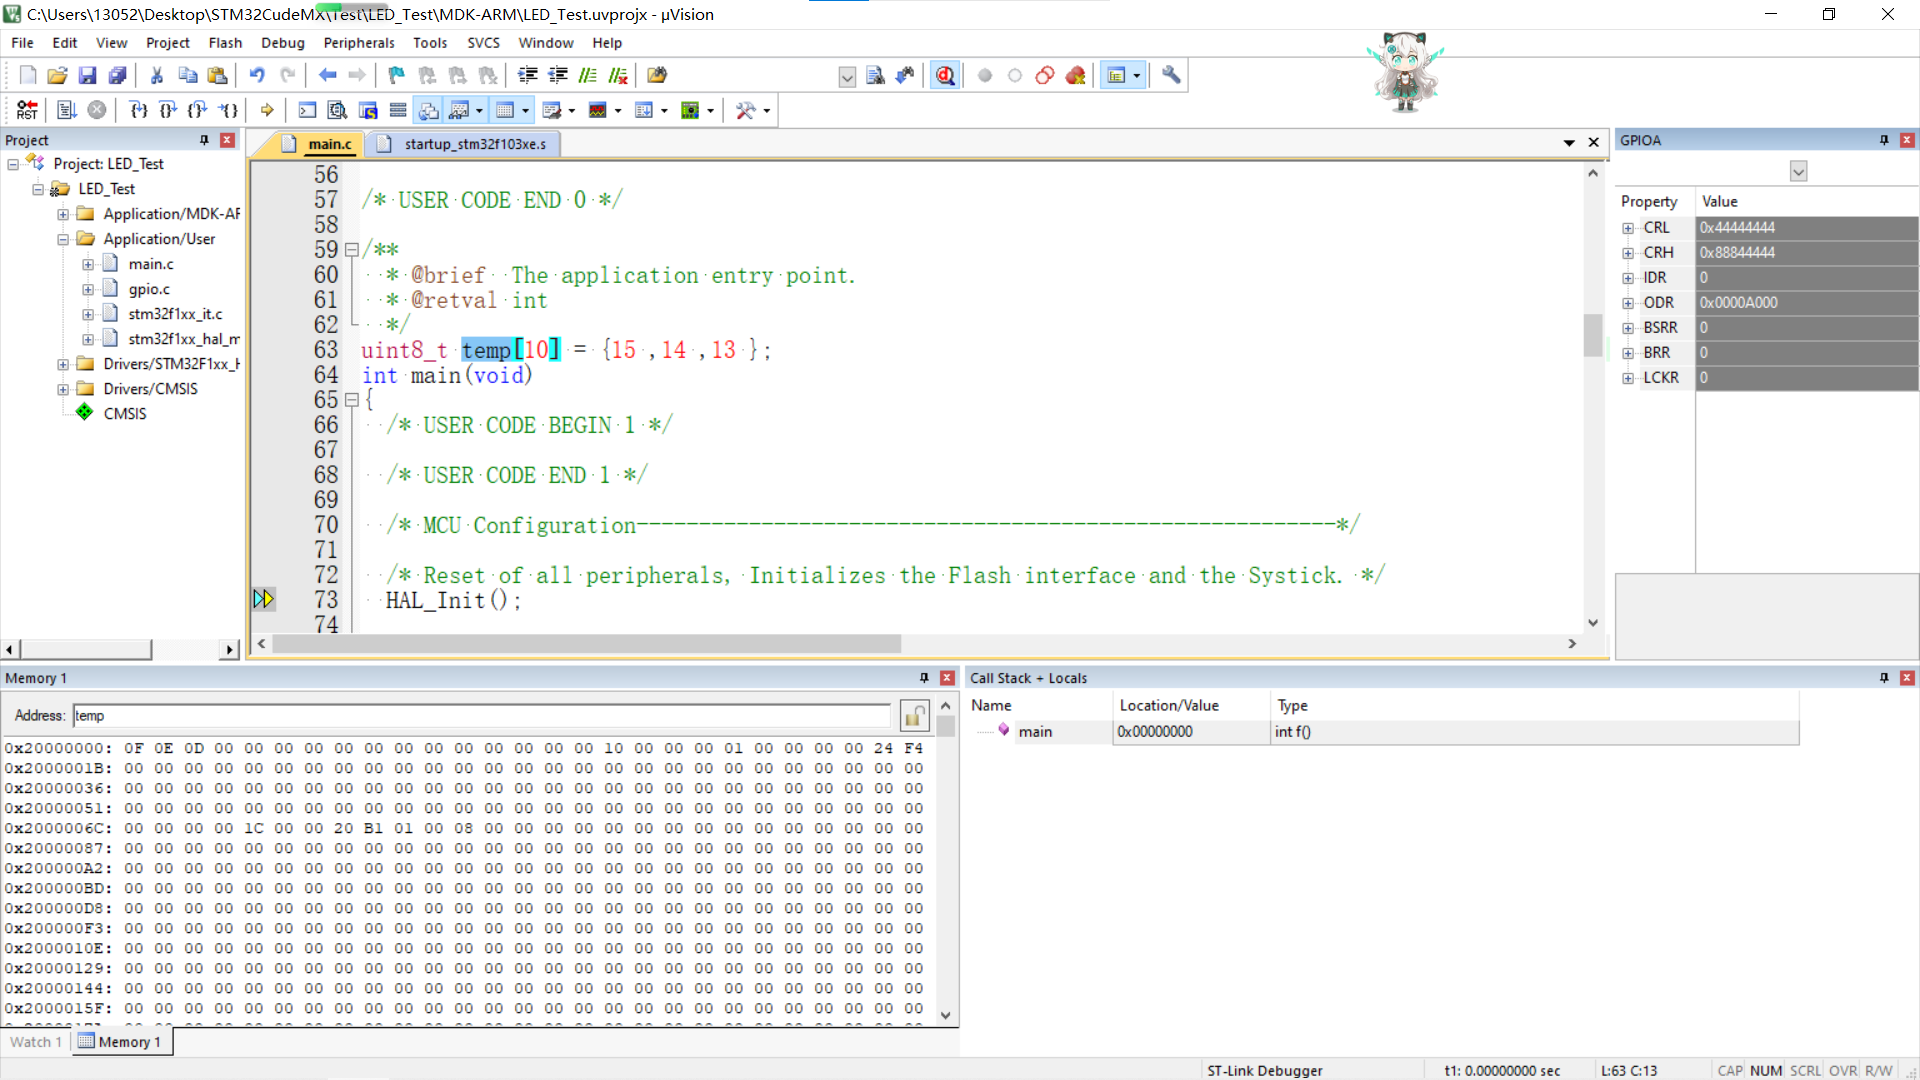 C:\Users\13052\Desktop\STM32CudeMX\Test\LED_Test\MDK-ARM\LED_Test.uvprojx - µVision
File Edit View Project Flash Debug Peripherals Tools SVCS Window Help
RST
Project
Project: LED_Test
LED_Test
Application/MDK-AF
Application/User
main.c
gpio.c
stm32f1xx_it.c
stm32f1xx_hal_m
Drivers/STM32F1xx_H
Drivers/CMSIS
CMSIS
main.c startup_stm32f103xe.s
56
57 /* USER CODE END 0 */
58
59 /**
60 * @brief  The application entry point.
61 * @retval int
62 */
63 uint8_t temp[10] = {15 ,14 ,13 };
64 int main(void)
65 {
66 /* USER CODE BEGIN 1 */
67
68 /* USER CODE END 1 */
69
70 /* MCU Configuration--------------------------------------------------------*/
71
72 /* Reset of all peripherals, Initializes the Flash interface and the Systick. */
73 HAL_Init();
74
GPIOA
Property Value
CRL 0x44444444
CRH 0x88844444
IDR 0
ODR 0x0000A000
BSRR 0
BRR 0
LCKR 0
Memory 1
Address: temp
0x20000000: 0F 0E 0D 00 00 00 00 00 00 00 00 00 00 00 00 00 10 00 00 00 01 00 00 00 00 24 F4
0x2000001B: 00 00 00 00 00 00 00 00 00 00 00 00 00 00 00 00 00 00 00 00 00 00 00 00 00 00 00
0x20000036: 00 00 00 00 00 00 00 00 00 00 00 00 00 00 00 00 00 00 00 00 00 00 00 00 00 00 00
0x20000051: 00 00 00 00 00 00 00 00 00 00 00 00 00 00 00 00 00 00 00 00 00 00 00 00 00 00 00
0x2000006C: 00 00 00 00 1C 00 00 20 B1 01 00 08 00 00 00 00 00 00 00 00 00 00 00 00 00 00 00
0x20000087: 00 00 00 00 00 00 00 00 00 00 00 00 00 00 00 00 00 00 00 00 00 00 00 00 00 00 00
0x200000A2: 00 00 00 00 00 00 00 00 00 00 00 00 00 00 00 00 00 00 00 00 00 00 00 00 00 00 00
0x200000BD: 00 00 00 00 00 00 00 00 00 00 00 00 00 00 00 00 00 00 00 00 00 00 00 00 00 00 00
0x200000D8: 00 00 00 00 00 00 00 00 00 00 00 00 00 00 00 00 00 00 00 00 00 00 00 00 00 00 00
0x200000F3: 00 00 00 00 00 00 00 00 00 00 00 00 00 00 00 00 00 00 00 00 00 00 00 00 00 00 00
0x2000010E: 00 00 00 00 00 00 00 00 00 00 00 00 00 00 00 00 00 00 00 00 00 00 00 00 00 00 00
0x20000129: 00 00 00 00 00 00 00 00 00 00 00 00 00 00 00 00 00 00 00 00 00 00 00 00 00 00 00
0x20000144: 00 00 00 00 00 00 00 00 00 00 00 00 00 00 00 00 00 00 00 00 00 00 00 00 00 00 00
0x2000015F: 00 00 00 00 00 00 00 00 00 00 00 00 00 00 00 00 00 00 00 00 00 00 00 00 00 00 00
Watch 1 Memory 1
Call Stack + Locals
Name Location/Value Type
main 0x00000000 int f()
ST-Link Debugger t1: 0.00000000 sec L:63 C:13 CAP NUM SCRL OVR R/W